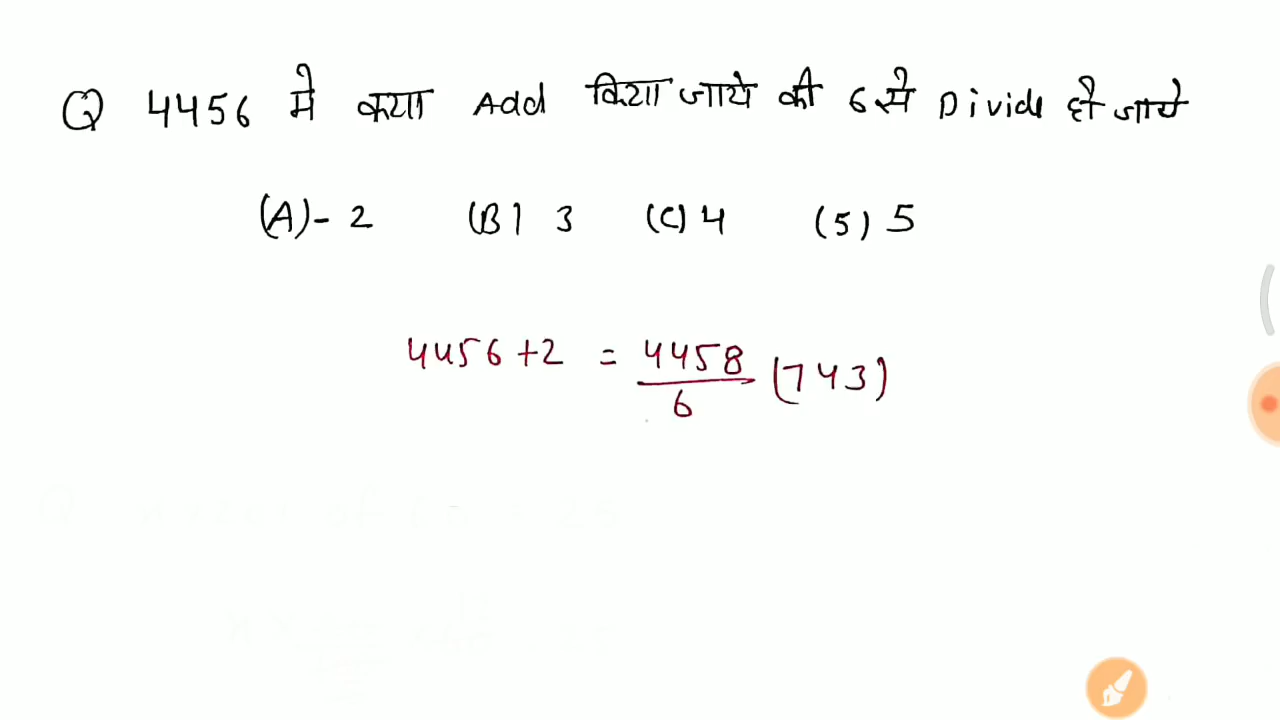 Q 4456 में क्या Add किया जाये की 6 से Divide हो जाये
(A)- 2 (B) 3 (C) 4 (5) 5
4456+2 = 4458/6 (743)